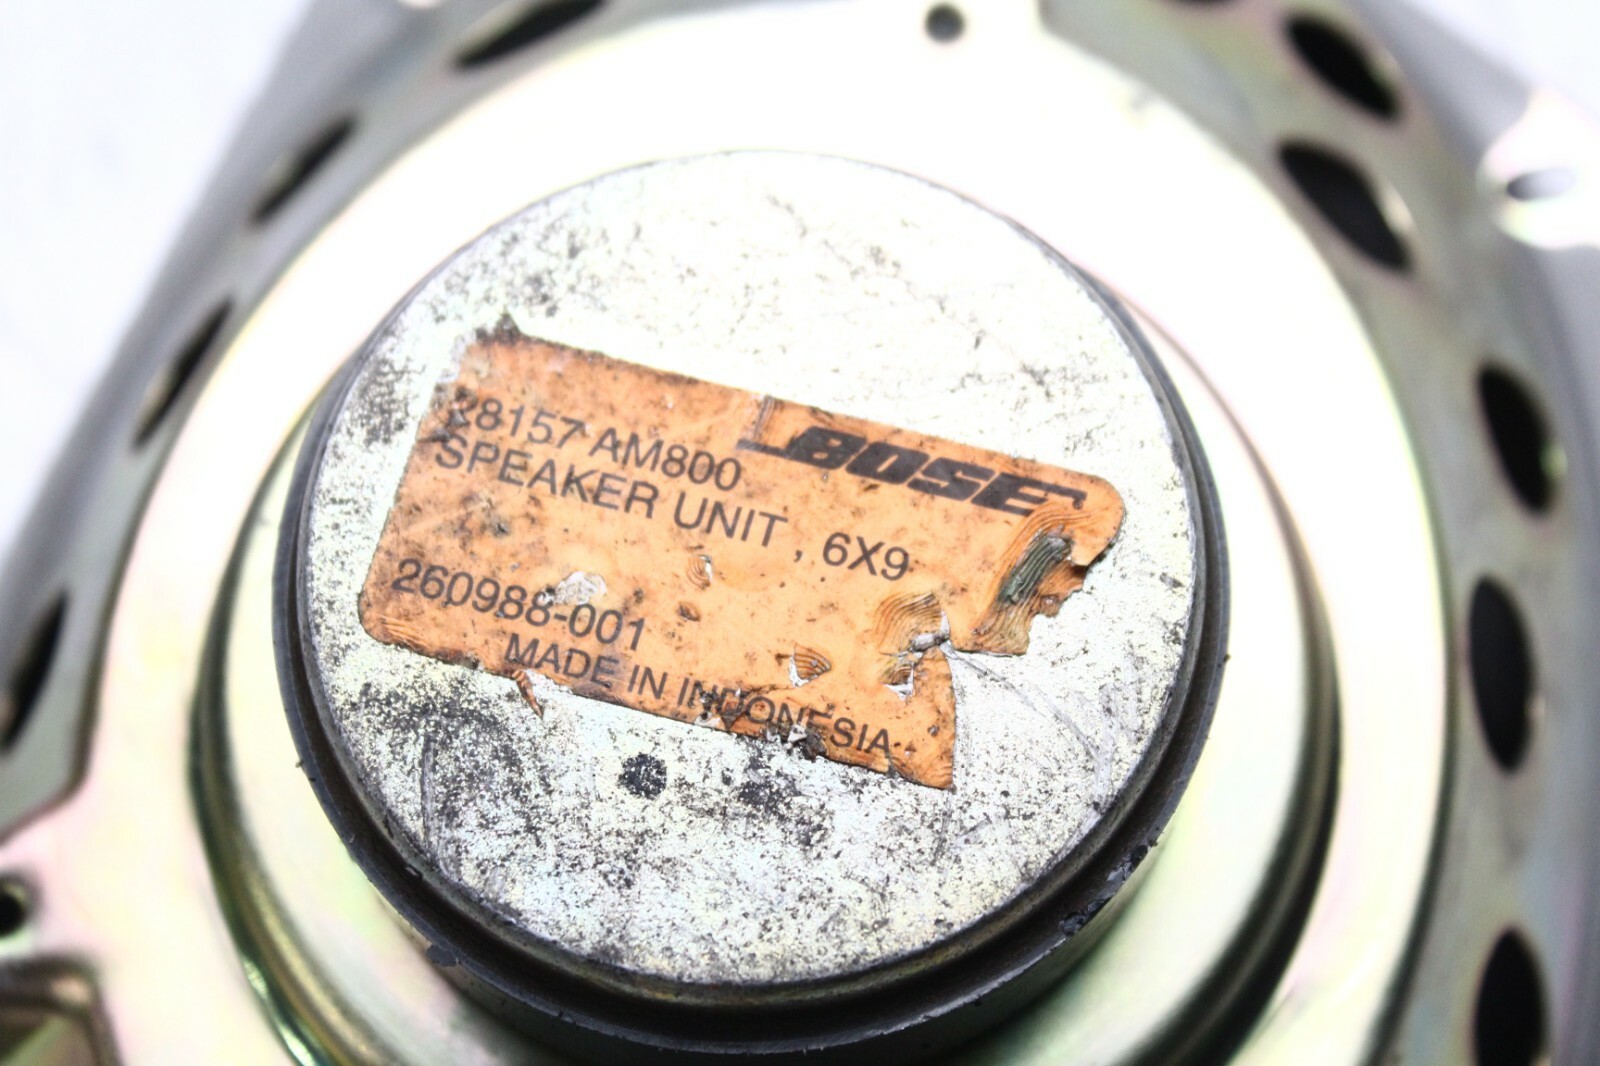 BOSE
28157 AM800
SPEAKER UNIT , 6X9
260988-001
MADE IN INDONESIA